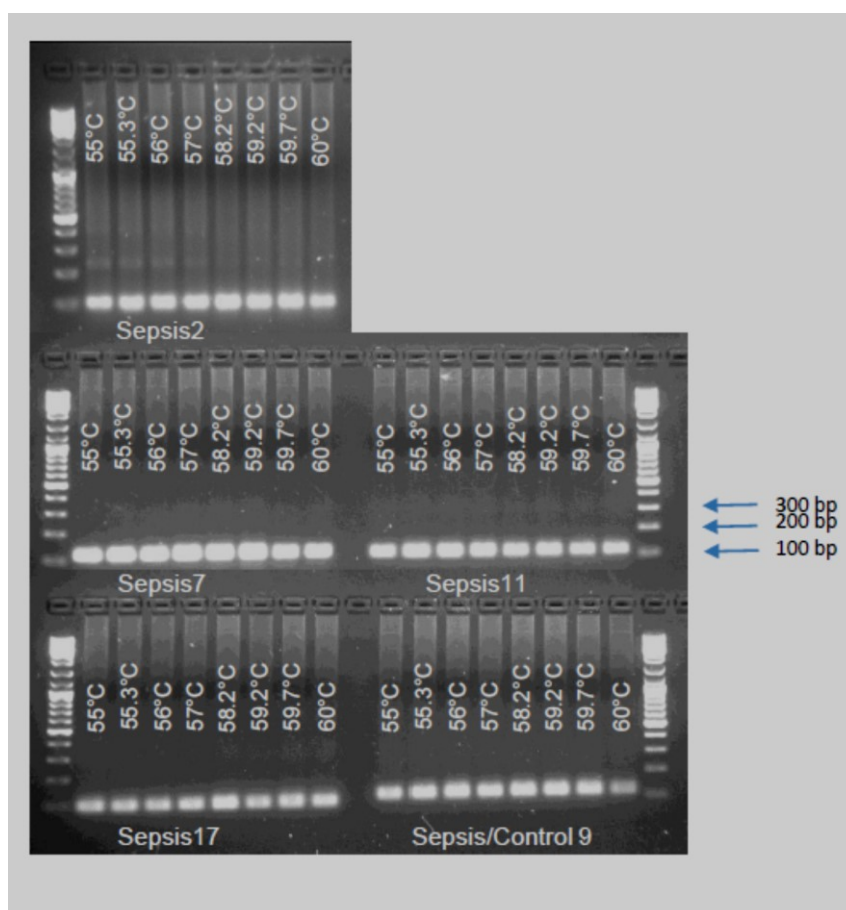 55°C 55.3°C 56°C 57°C 58.2°C 59.2°C 59.7°C 60°C
Sepsis2
55°C 55.3°C 56°C 57°C 58.2°C 59.2°C 59.7°C 60°C 55°C 55.3°C 56°C 57°C 58.2°C 59.2°C 59.7°C 60°C
300 bp
200 bp
100 bp
Sepsis7 Sepsis11
55°C 55.3°C 56°C 57°C 58.2°C 59.2°C 59.7°C 60°C 55°C 55.3°C 56°C 57°C 58.2°C. 59.2°C 59.7°C 60°C
Sepsis17 Sepsis/Control 9